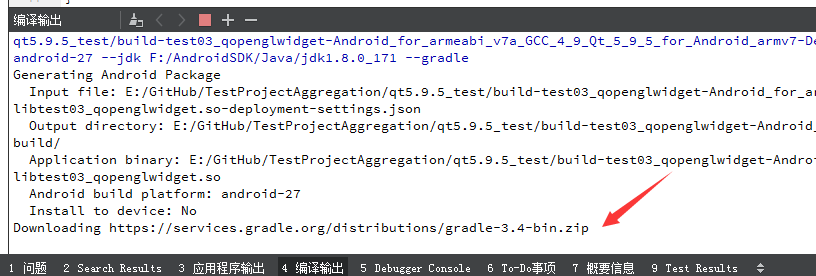 编译输出
qt5.9.5_test/build-test03_qopenglwidget-Android_for_armeabi_v7a_GCC_4_9_Qt_5_9_5_for_Android_armv7-De
android-27 --jdk F:/AndroidSDK/Java/jdk1.8.0_171 --gradle
Generating Android Package
Input file: E:/GitHub/TestProjectAggregation/qt5.9.5_test/build-test03_qopenglwidget-Android_for_ar
libtest03_qopenglwidget.so-deployment-settings.json
Output directory: E:/GitHub/TestProjectAggregation/qt5.9.5_test/build-test03_qopenglwidget-Android_
build/
Application binary: E:/GitHub/TestProjectAggregation/qt5.9.5_test/build-test03_qopenglwidget-Andro
libtest03_qopenglwidget.so
Android build platform: android-27
Install to device: No
Downloading https://services.gradle.org/distributions/gradle-3.4-bin.zip
1 问题 2 Search Results 3 应用程序输出 4 编译输出 5 Debugger Console 6 To-Do事项 7 概要信息 9 Test Results